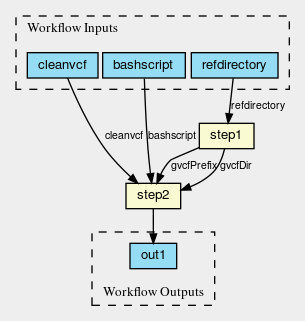 Workflow Inputs
cleanvcf
bashscript
refdirectory
refdirectory
step1
cleanvcf
bashscript
gvcfPrefix
gvcfDir
step2
out1
Workflow Outputs